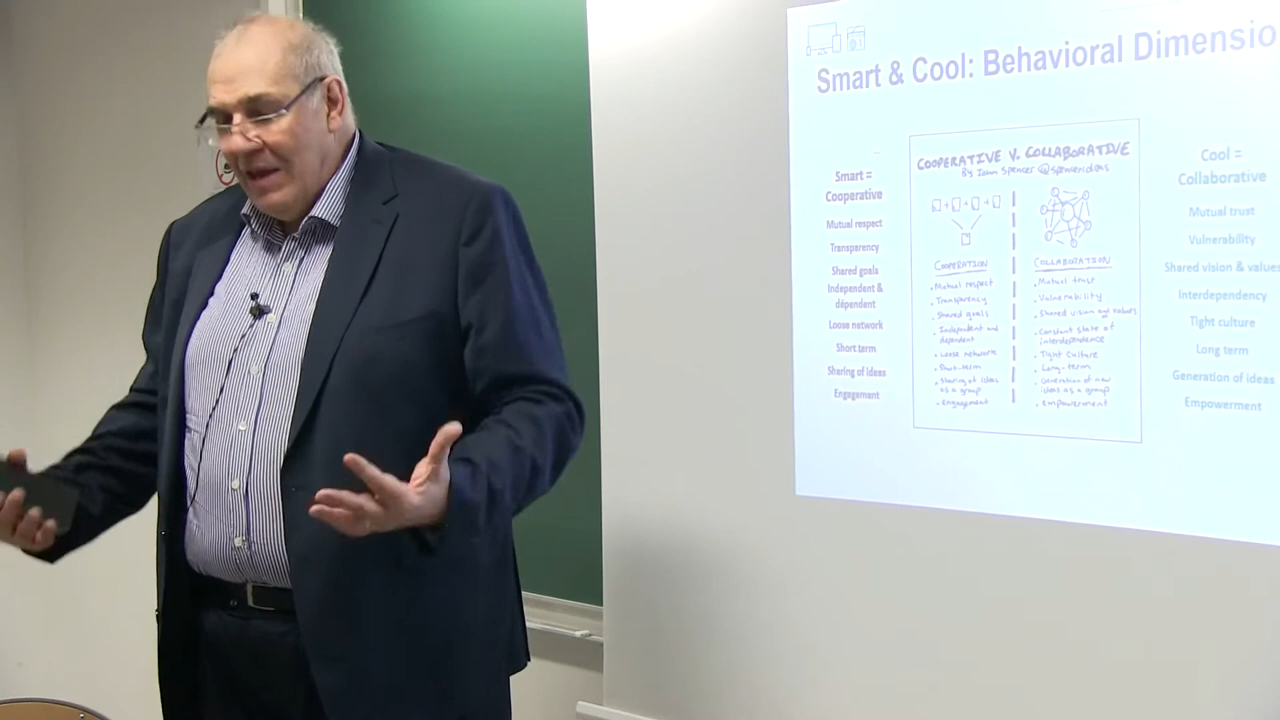 Smart & Cool: Behavioral Dimensio
Smart =
Cooperative
Mutual respect
Transparency
Shared goals
Independent &
dependent
Loose network
Short term
Sharing of ideas
Engagement
COOPERATIVE V. COLLABORATIVE
By John Spencer @spencerideas
COOPERATION
• Mutual respect
• Transparency
• Shared goals
• Independent and
dependent
• Loose networks
• Short-term
• Sharing of ideas
as a group
• Engagement
COLLABORATION
• Mutual trust
• Vulnerability
• Shared vision and values
• Constant state of
interdependence
• Tight culture
• Long-term
• Generation of new
ideas as a group
• Empowerment
Cool =
Collaborative
Mutual trust
Vulnerability
Shared vision & values
Interdependency
Tight culture
Long term
Generation of ideas
Empowerment